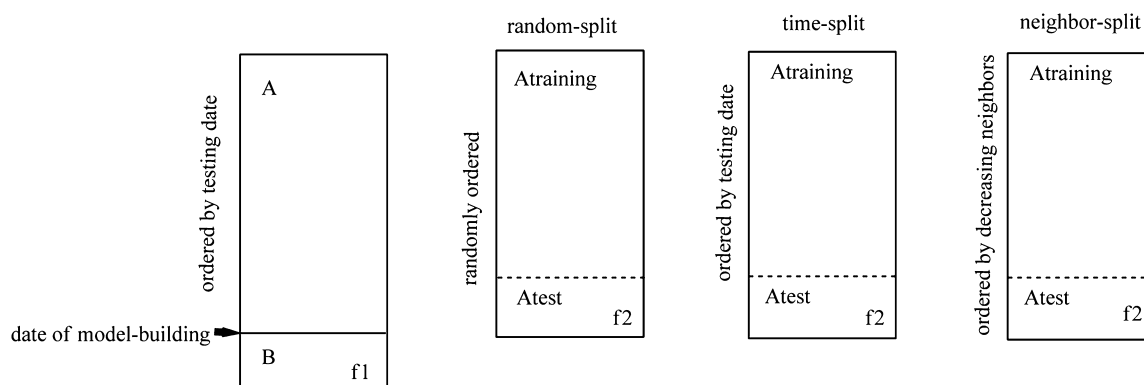 random-split
time-split
neighbor-split
ordered by testing date
A
date of model-building
B
f1
randomly ordered
Atraining
Atest
f2
ordered by testing date
Atraining
Atest
f2
ordered by decreasing neighbors
Atraining
Atest
f2